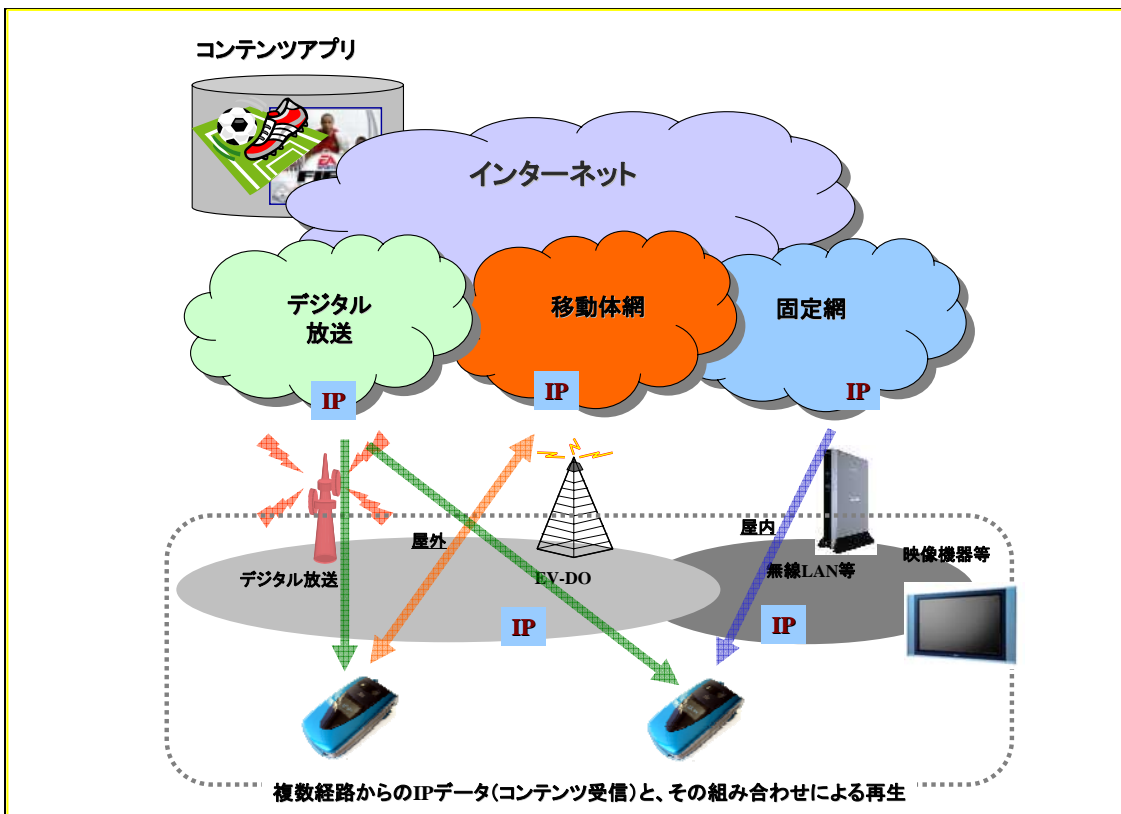 コンテンツアプリ
EA
インターネット
デジタル
放送
移動体網
固定網
IP
IP
IP
屋外
屋内
デジタル放送
EV-DO
無線LAN等
映像機器等
IP
IP
複数経路からのIPデータ(コンテンツ受信)と、その組み合わせによる再生